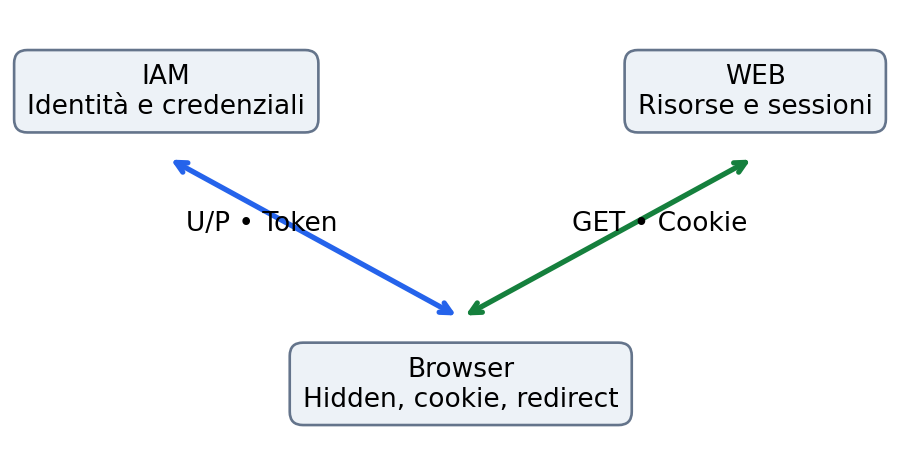 IAM
Identità e credenziali
WEB
Risorse e sessioni
U/P • Token
GET • Cookie
Browser
Hidden, cookie, redirect